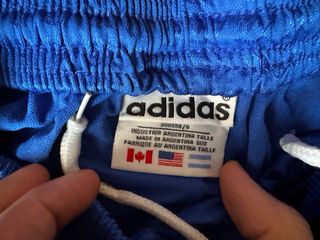 adidas
INDUSTRIA ARGENTINA TALLE
MADE IN ARGENTINA SIZE
FABRIQUE AU ARGENTINA TAILLE